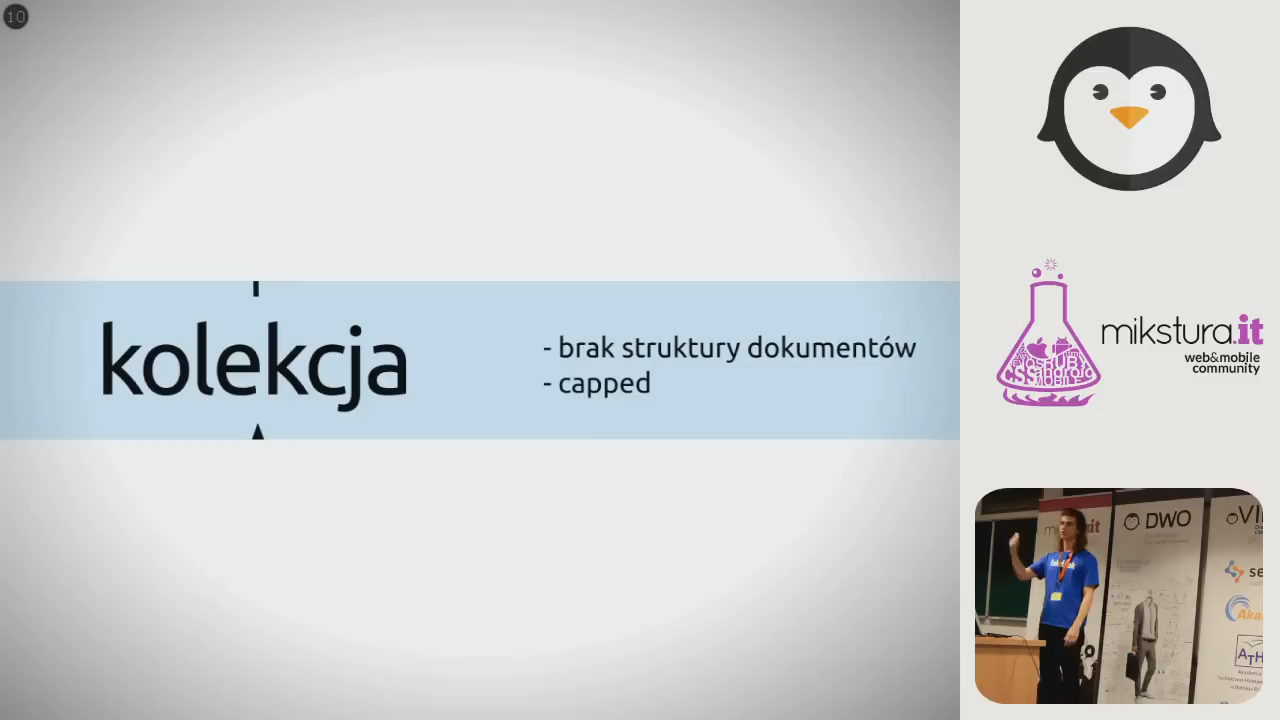 10
kolekcja
- brak struktury dokumentów
- capped
mikstura.it
web&mobile
community
DWO